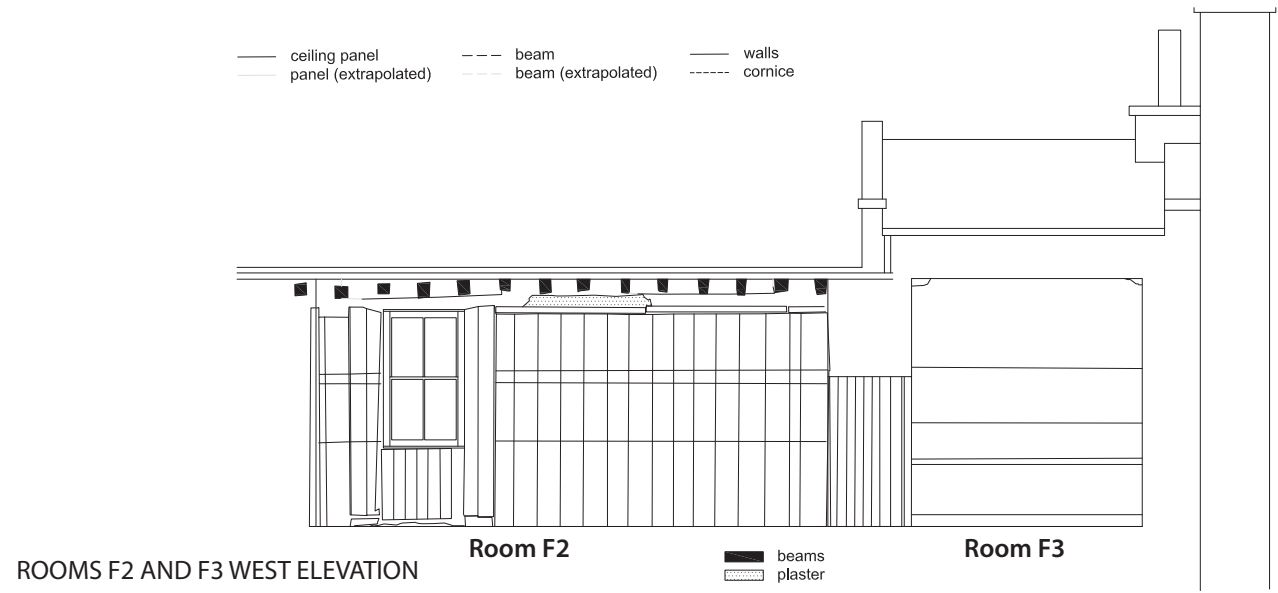 ceiling panel
panel (extrapolated)
beam
beam (extrapolated)
walls
cornice
Room F2
Room F3
beams
plaster
ROOMS F2 AND F3 WEST ELEVATION